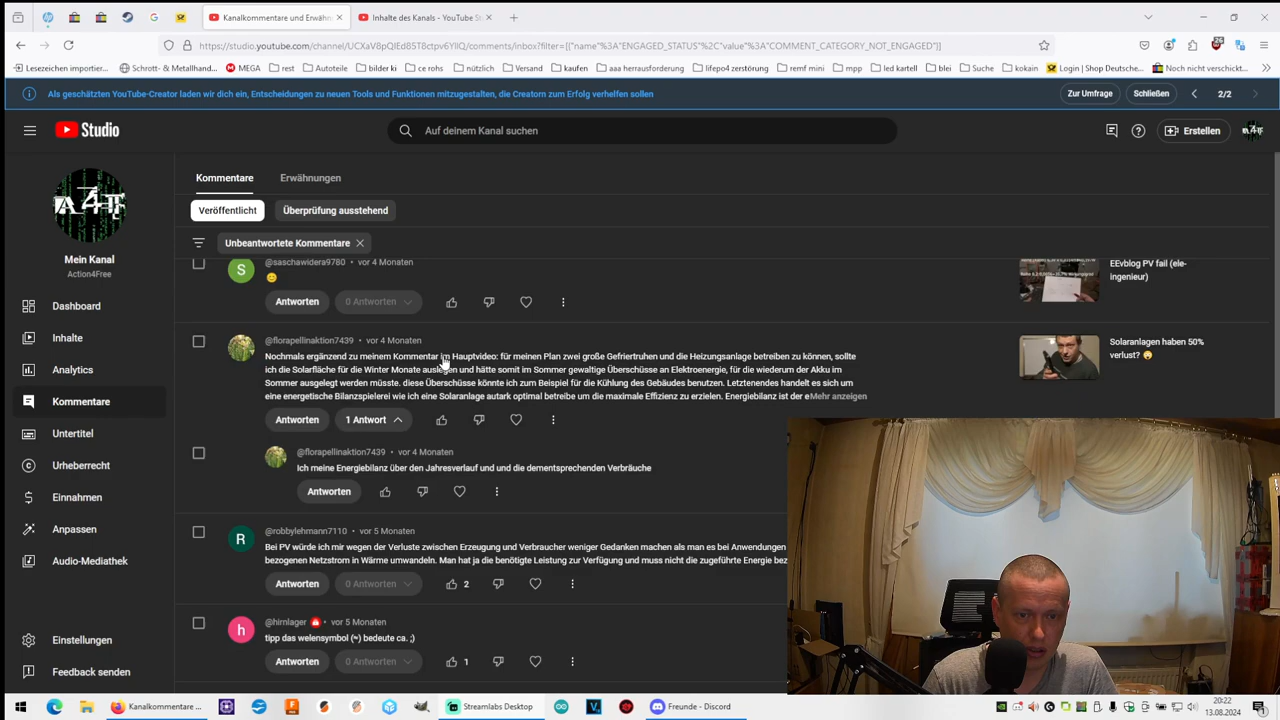 Kanalkommentare und Erwähn
Inhalte des Kanals - YouTube St
https://studio.youtube.com/channel/UCXaV8pQIEd85T8ctpv6YIIQ/comments/inbox?filter=[{"name"%3A"ENGAGED_STATUS"%2C"value"%3A"COMMENT_CATEGORY_NOT_ENGAGED"}]
Lesezeichen importiert...
Schrott- & Metallhand...
MEGA
rest
Autoteile
bilder ki
ce rohs
nützlich
Versand
kaufen
aaa herrausforderung
lifepo4 zerstörung
remf mini
mpp
led kartell
blei
Suche
kokain
Login | Shop Deutsche...
Noch nicht verschickt...
Als geschätzten YouTube-Creator laden wir dich ein, Entscheidungen zu neuen Tools und Funktionen mitzugestalten, die Creatorn zum Erfolg verhelfen sollen
Zur Umfrage
Schließen
2/2
Studio
Auf deinem Kanal suchen
Erstellen
A4F
Mein Kanal
Action4Free
Dashboard
Inhalte
Analytics
Kommentare
Untertitel
Urheberrecht
Einnahmen
Anpassen
Audio-Mediathek
Einstellungen
Feedback senden
Kommentare
Erwähnungen
Veröffentlicht
Überprüfung ausstehend
Unbeantwortete Kommentare
S
@saschawidera9780 • vor 4 Monaten
Antworten
0 Antworten
EEvblog PV fail (ele-
ingenieur)
@florapellinaktion7439 • vor 4 Monaten
Nochmals ergänzend zu meinem Kommentar im Hauptvideo: für meinen Plan zwei große Gefriertruhen und die Heizungsanlage betreiben zu können, sollte
ich die Solarfläche für die Winter Monate auslegen und hätte somit im Sommer gewaltige Überschüsse an Elektroenergie, für die wiederum der Akku im
Sommer ausgelegt werden müsste. diese Überschüsse könnte ich zum Beispiel für die Kühlung des Gebäudes benutzen. Letztenendes handelt es sich um
eine energetische Bilanzspielerei wie ich eine Solaranlage autark optimal betreibe um die maximale Effizienz zu erzielen. Energiebilanz ist der e Mehr anzeigen
Antworten
1 Antwort
Solaranlagen haben 50%
verlust?
@florapellinaktion7439 • vor 4 Monaten
Ich meine Energiebilanz über den Jahresverlauf und und die dementsprechenden Verbräuche
Antworten
R
@robbylehmann7110 • vor 5 Monaten
Bei PV würde ich mir wegen der Verluste zwischen Erzeugung und Verbraucher weniger Gedanken machen als man es bei Anwendungen
bezogenen Netzstrom in Wärme umwandeln. Man hat ja die benötigte Leistung zur Verfügung und muss nicht die zugeführte Energie bez
Antworten
0 Antworten
2
h
@hirnlager • vor 5 Monaten
tipp das welensymbol (≈) bedeute ca. ;)
Antworten
0 Antworten
1
Kanalkommentare ...
Streamlabs Desktop
Freunde - Discord
20:22
13.08.2024